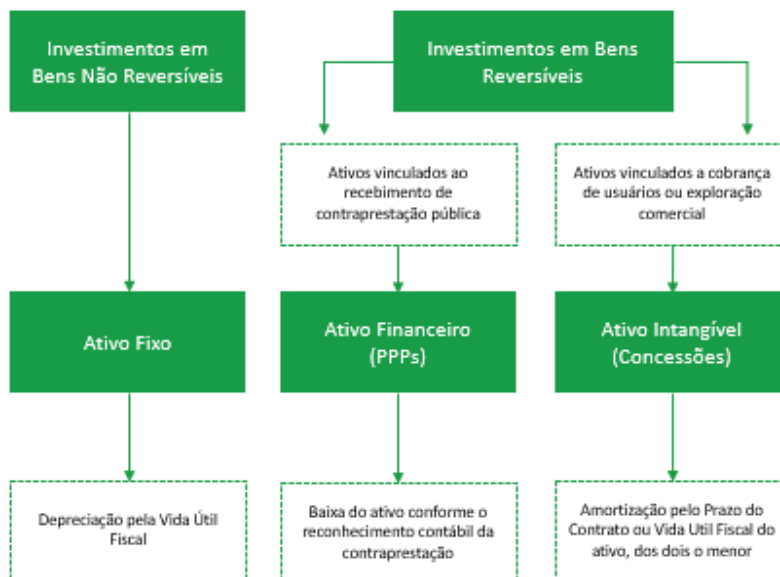 Investimentos em
Bens Não Reversíveis
Investimentos em Bens
Reversíveis
Ativos vinculados ao
recebimento de
contraprestação pública
Ativos vinculados a cobrança
de usuários ou exploração
comercial
Ativo Fixo
Ativo Financeiro
(PPPs)
Ativo Intangível
(Concessões)
Depreciação pela Vida Útil
Fiscal
Baixa do ativo conforme o
reconhecimento contábil da
contraprestação
Amortização pelo Prazo do
Contrato ou Vida Util Fiscal do
ativo, dos dois o menor